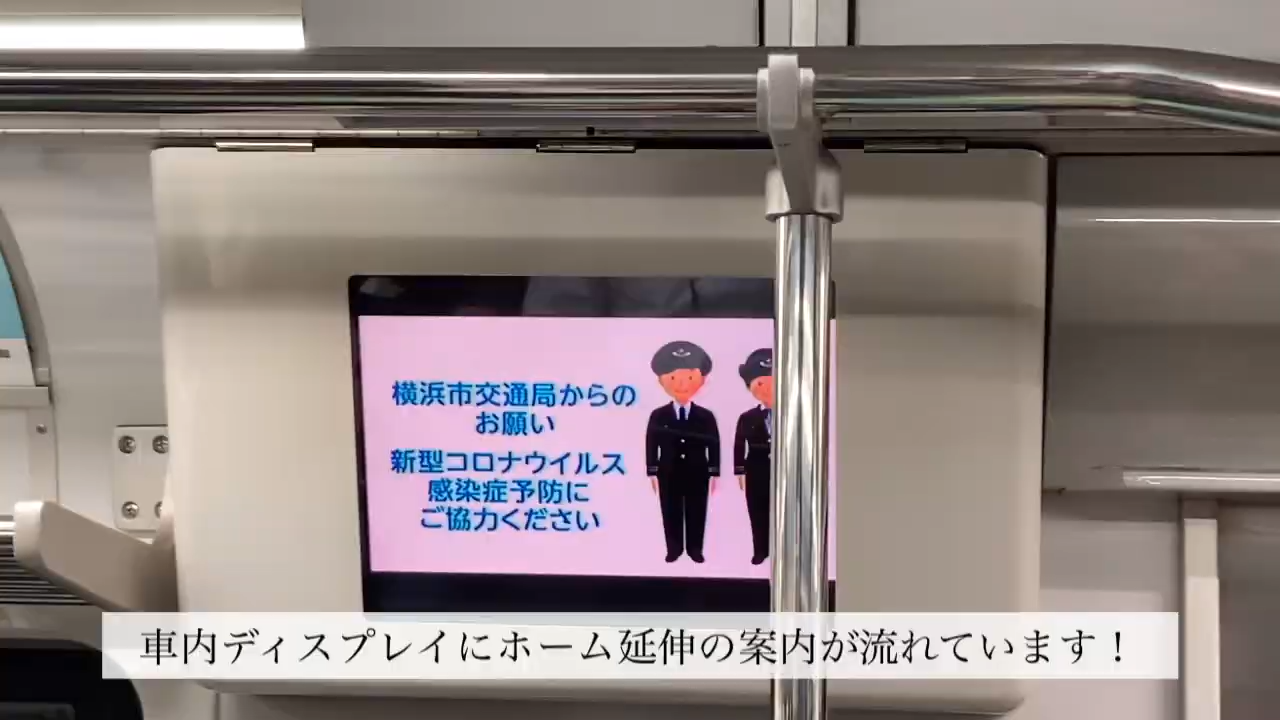 横浜市交通局からの
お願い
新型コロナウイルス
感染症予防に
ご協力ください
車内ディスプレイにホーム延伸の案内が流れています！